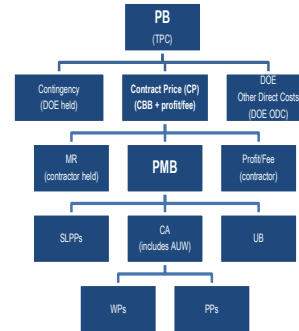 PB
(TPC)
Contingency
(DOE held)
Contract Price (CP)
(CBB + profit/fee)
DOE
Other Direct Costs
(DOE ODC)
MR
(contractor held)
PMB
Profit/Fee
(contractor)
SLPPs
CA
(includes AUW)
UB
WPs
PPs